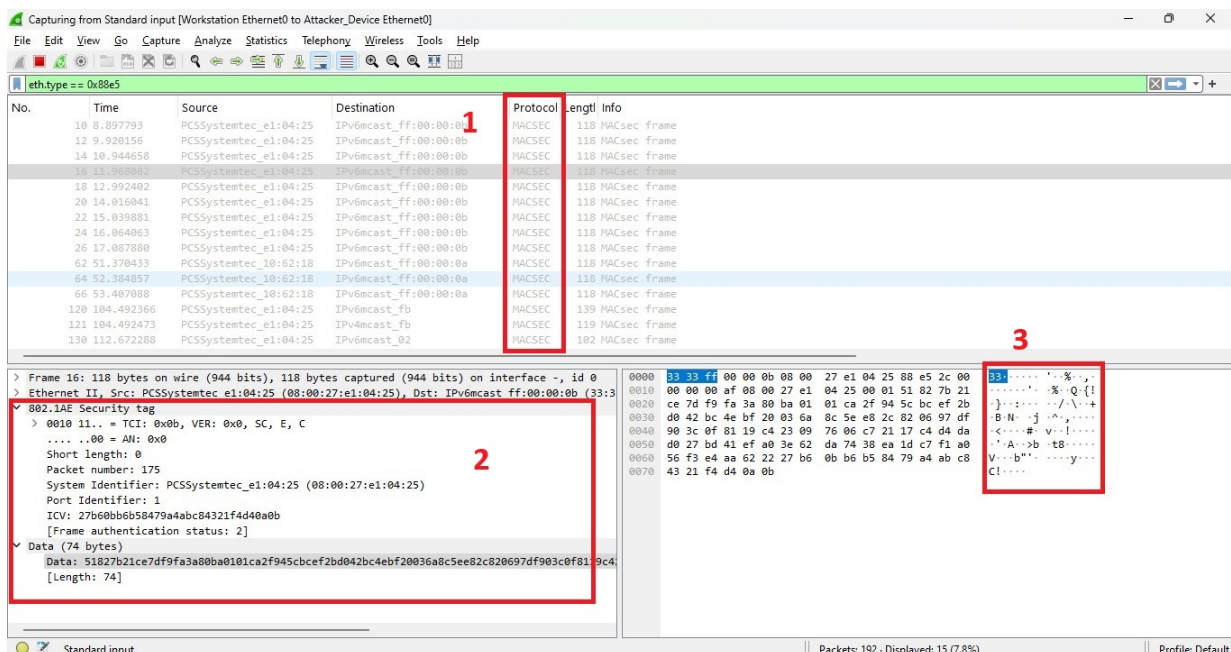 Capturing from Standard input [Workstation Ethernet0 to Attacker_Device Ethernet0]
File Edit View Go Capture Analyze Statistics Telephony Wireless Tools Help
eth.type == 0x88e5
No. Time Source Destination Protocol Lengtl Info
10 8.897793 PCSSystemtec_e1:04:25 IPv6mcast_ff:00:00:0b MACSEC 118 MACsec frame
12 9.920156 PCSSystemtec_e1:04:25 IPv6mcast_ff:00:00:0b MACSEC 118 MACsec frame
14 10.944658 PCSSystemtec_e1:04:25 IPv6mcast_ff:00:00:0b MACSEC 118 MACsec frame
16 11.968082 PCSSystemtec_e1:04:25 IPv6mcast_ff:00:00:0b MACSEC 118 MACsec frame
18 12.992402 PCSSystemtec_e1:04:25 IPv6mcast_ff:00:00:0b MACSEC 118 MACsec frame
20 14.016041 PCSSystemtec_e1:04:25 IPv6mcast_ff:00:00:0b MACSEC 118 MACsec frame
22 15.039881 PCSSystemtec_e1:04:25 IPv6mcast_ff:00:00:0b MACSEC 118 MACsec frame
24 16.064063 PCSSystemtec_e1:04:25 IPv6mcast_ff:00:00:0b MACSEC 118 MACsec frame
26 17.087880 PCSSystemtec_e1:04:25 IPv6mcast_ff:00:00:0b MACSEC 118 MACsec frame
62 51.370433 PCSSystemtec_10:62:18 IPv6mcast_ff:00:00:0a MACSEC 118 MACsec frame
64 52.384857 PCSSystemtec_10:62:18 IPv6mcast_ff:00:00:0a MACSEC 118 MACsec frame
66 53.407088 PCSSystemtec_10:62:18 IPv6mcast_ff:00:00:0a MACSEC 118 MACsec frame
120 104.492366 PCSSystemtec_e1:04:25 IPv6mcast_fb MACSEC 139 MACsec frame
121 104.492473 PCSSystemtec_e1:04:25 IPv4mcast_fb MACSEC 119 MACsec frame
130 112.672288 PCSSystemtec_e1:04:25 IPv6mcast_02 MACSEC 102 MACsec frame
1
3
Frame 16: 118 bytes on wire (944 bits), 118 bytes captured (944 bits) on interface -, id 0
Ethernet II, Src: PCSSystemtec_e1:04:25 (08:00:27:e1:04:25), Dst: IPv6mcast_ff:00:00:0b (33:3
802.1AE Security tag
0010 11.. = TCI: 0x0b, VER: 0x0, SC, E, C
.... ..00 = AN: 0x0
Short length: 0
Packet number: 175
System Identifier: PCSSystemtec_e1:04:25 (08:00:27:e1:04:25)
Port Identifier: 1
ICV: 27b60bb6b58479a4abc84321f4d40a0b
[Frame authentication status: 2]
Data (74 bytes)
Data: 51827b21ce7df9fa3a80ba0101ca2f945cbcef2bd042bc4ebf20036a8c5ee82c820697df903c0f8119c4
[Length: 74]
2
0000 33 33 ff 00 00 0b 08 00 27 e1 04 25 88 e5 2c 00 33······ '··%··,·
0010 00 00 00 af 08 00 27 e1 04 25 00 01 51 82 7b 21 ······'· ·%··Q·{!
0020 ce 7d f9 fa 3a 80 ba 01 01 ca 2f 94 5c bc ef 2b ·}··:··· ··/·\··+
0030 d0 42 bc 4e bf 20 03 6a 8c 5e e8 2c 82 06 97 df ·B·N· ·j ·^·,····
0040 90 3c 0f 81 19 c4 23 09 76 06 c7 21 17 c4 d4 da ·<····#· v··!····
0050 d0 27 bd 41 ef a0 3e 62 da 74 38 ea 1d c7 f1 a0 ·'·A··>b ·t8·····
0060 56 f3 e4 aa 62 22 27 b6 0b b6 b5 84 79 a4 ab c8 V···b"'· ····y···
0070 43 21 f4 d4 0a 0b C!····
Standard input Packets: 192 · Displayed: 15 (7.8%) Profile: Default